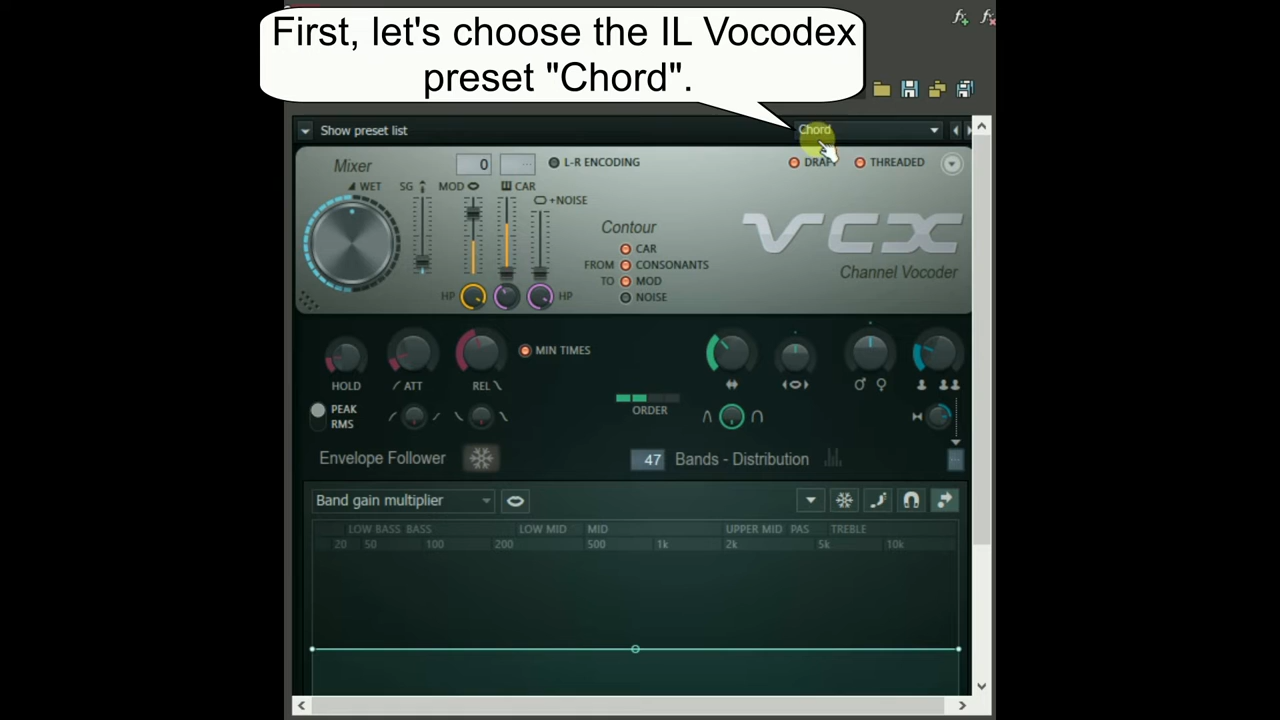 First, let's choose the IL Vocodex
preset "Chord".
Show preset list
Chord
Mixer
0
L-R ENCODING
DRAFT
THREADED
WET
SG
MOD
CAR
+NOISE
Contour
CAR
FROM
CONSONANTS
TO
MOD
NOISE
HP
HP
VCX
Channel Vocoder
HOLD
ATT
REL
MIN TIMES
ORDER
PEAK
RMS
Envelope Follower
47
Bands - Distribution
Band gain multiplier
LOW BASS BASS LOW MID MID UPPER MID PAS TREBLE
20 50 100 200 500 1k 2k 5k 10k